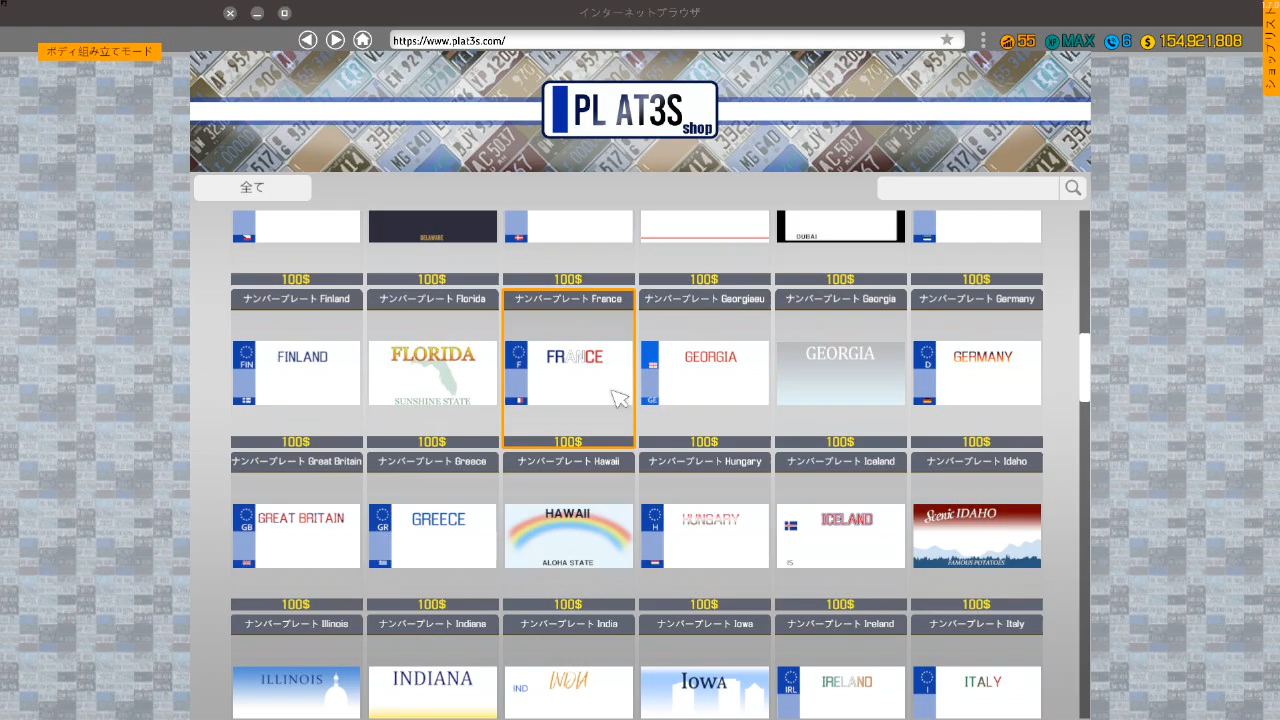 インターネットブラウザ
ボディ組み立てモード
https://www.plat3s.com/
55
MAX
6
154,921,808
ショップリスト
PLAT3S
shop
全て
DELAWARE
DUBAI
100$ 100$ 100$ 100$ 100$ 100$
ナンバープレート Finland
ナンバープレート Florida
ナンバープレート France
ナンバープレート Georgiaeu
ナンバープレート Georgia
ナンバープレート Germany
FIN
FINLAND
FLORIDA
SUNSHINE STATE
F
FRANCE
GEORGIA
GE
GEORGIA
D
GERMANY
100$ 100$ 100$ 100$ 100$ 100$
ナンバープレート Great Britain
ナンバープレート Greece
ナンバープレート Hawaii
ナンバープレート Hungary
ナンバープレート Iceland
ナンバープレート Idaho
GB
GREAT BRITAIN
GR
GREECE
HAWAII
ALOHA STATE
H
HUNGARY
ICELAND
IS
Scenic IDAHO
FAMOUS POTATOES
100$ 100$ 100$ 100$ 100$ 100$
ナンバープレート Illinois
ナンバープレート Indiana
ナンバープレート India
ナンバープレート Iowa
ナンバープレート Ireland
ナンバープレート Italy
ILLINOIS
INDIANA
IND
INDIA
IOWA
IRL
IRELAND
I
ITALY